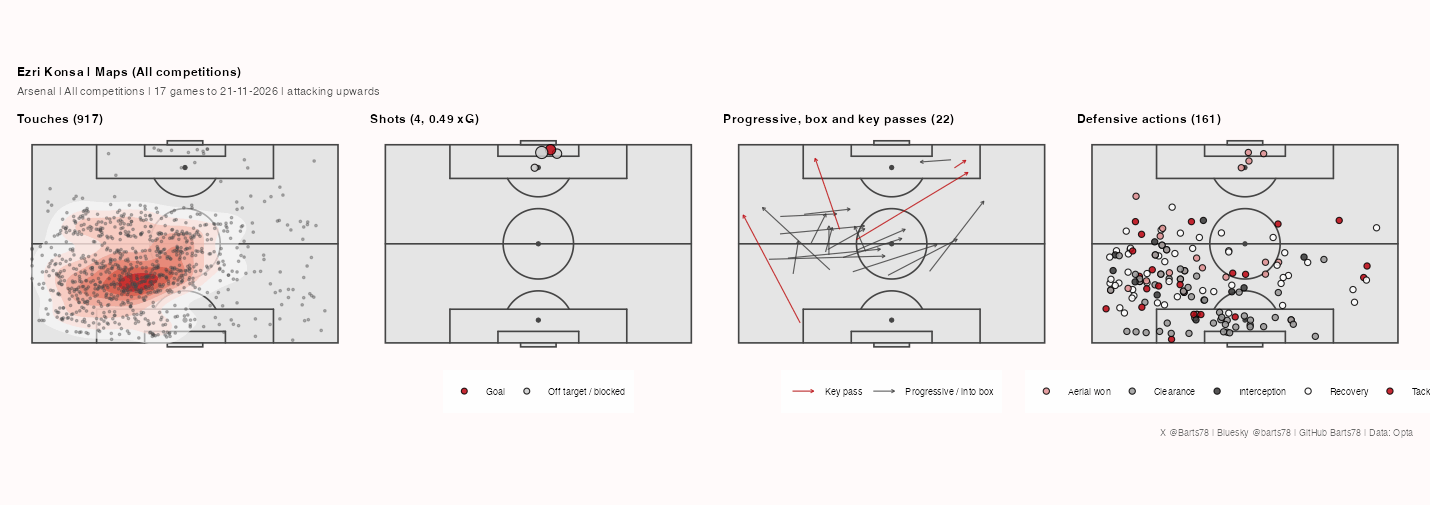 Ezri Konsa | Maps (All competitions)
Arsenal | All competitions | 17 games to 21-11-2026 | attacking upwards
Touches (917)
Shots (4, 0.49 xG)
Progressive, box and key passes (22)
Defensive actions (161)
Goal
Off target / blocked
Key pass
Progressive / Into box
Aerial won
Clearance
Interception
Recovery
Tack
X @Barts78 | Bluesky @barts78 | GitHub Barts78 | Data: Opta